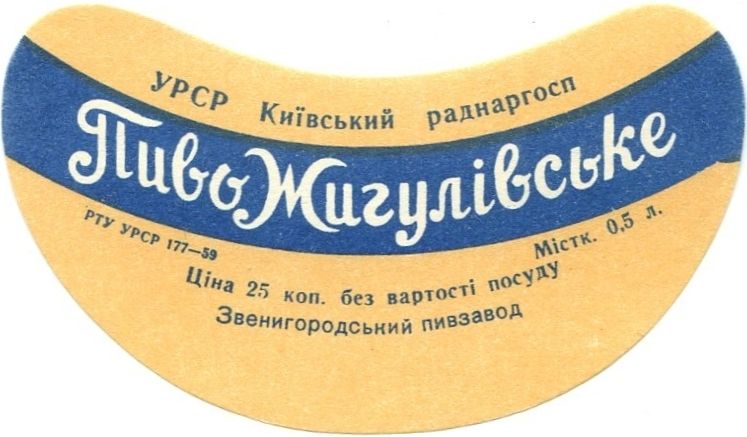 УРСР Київський раднаргосп
Пиво Жигулівське
РТУ УРСР 177—59
Містк. 0,5 л.
Ціна 25 коп. без вартості посуду
Звенигородський пивзавод